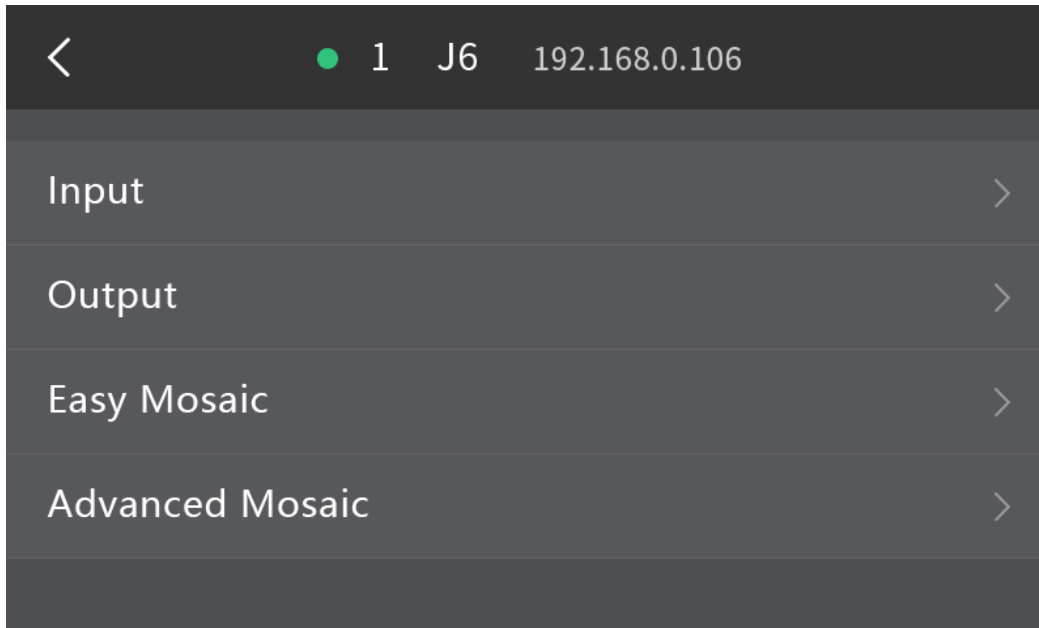 1 J6 192.168.0.106
Input
Output
Easy Mosaic
Advanced Mosaic